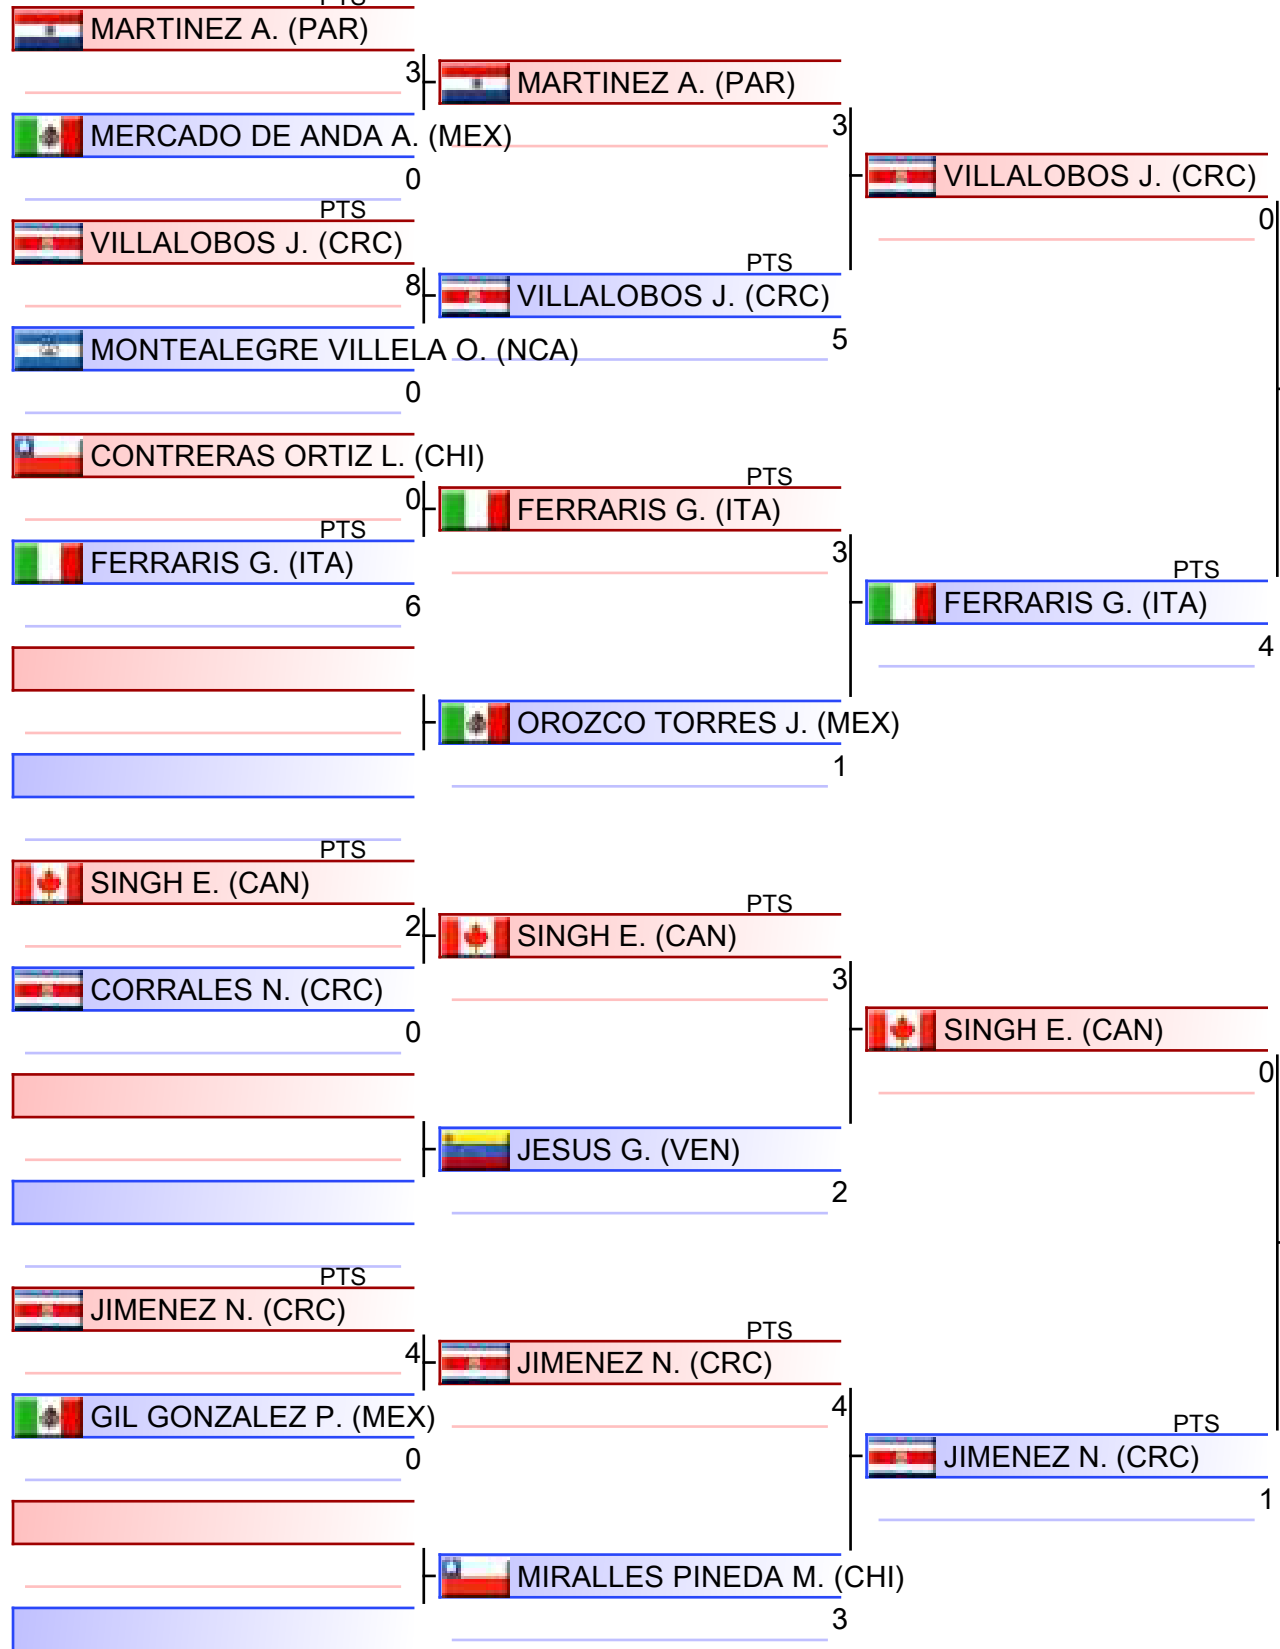 PTS
MARTINEZ A. (PAR)
3
MERCADO DE ANDA A. (MEX)
0
PTS
VILLALOBOS J. (CRC)
8
MONTEALEGRE VILLELA O. (NCA)
0
CONTRERAS ORTIZ L. (CHI)
0
PTS
FERRARIS G. (ITA)
6
PTS
SINGH E. (CAN)
2
CORRALES N. (CRC)
0
PTS
JIMENEZ N. (CRC)
4
GIL GONZALEZ P. (MEX)
0
MARTINEZ A. (PAR)
3
PTS
VILLALOBOS J. (CRC)
5
PTS
FERRARIS G. (ITA)
3
OROZCO TORRES J. (MEX)
1
PTS
SINGH E. (CAN)
3
JESUS G. (VEN)
2
PTS
JIMENEZ N. (CRC)
4
MIRALLES PINEDA M. (CHI)
3
VILLALOBOS J. (CRC)
0
PTS
FERRARIS G. (ITA)
4
SINGH E. (CAN)
0
PTS
JIMENEZ N. (CRC)
1